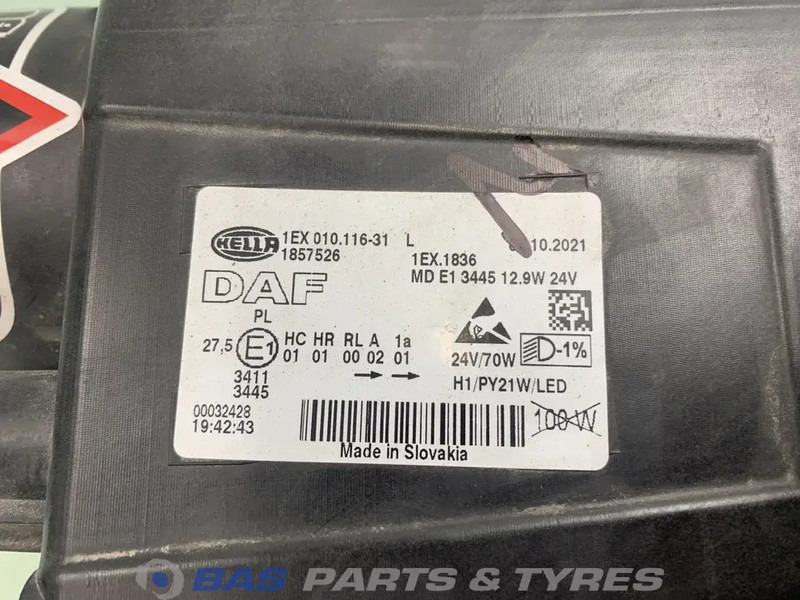 HELLA 1EX 010.116-31 L 10.2021
1857526 1EX.1836
DAF MD E1 3445 12.9W 24V
PL
27,5 E1 HC HR RL A 1a
01 01 00 02 01
24V/70W D-1%
3411 H1/PY21W/LED
3445
00032428 100 W
19:42:43
Made in Slovakia
BAS PARTS & TYRES